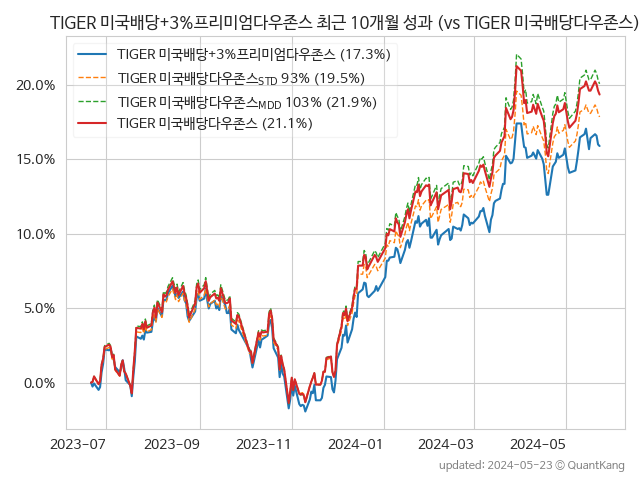 TIGER 미국배당+3%프리미엄다우존스 최근 10개월 성과 (vs TIGER 미국배당다우존스)
TIGER 미국배당+3%프리미엄다우존스 (17.3%)
TIGER 미국배당다우존스STD 93% (19.5%)
TIGER 미국배당다우존스MDD 103% (21.9%)
TIGER 미국배당다우존스 (21.1%)
20.0%
15.0%
10.0%
5.0%
0.0%
2023-07 2023-09 2023-11 2024-01 2024-03 2024-05
updated: 2024-05-23 © QuantKang